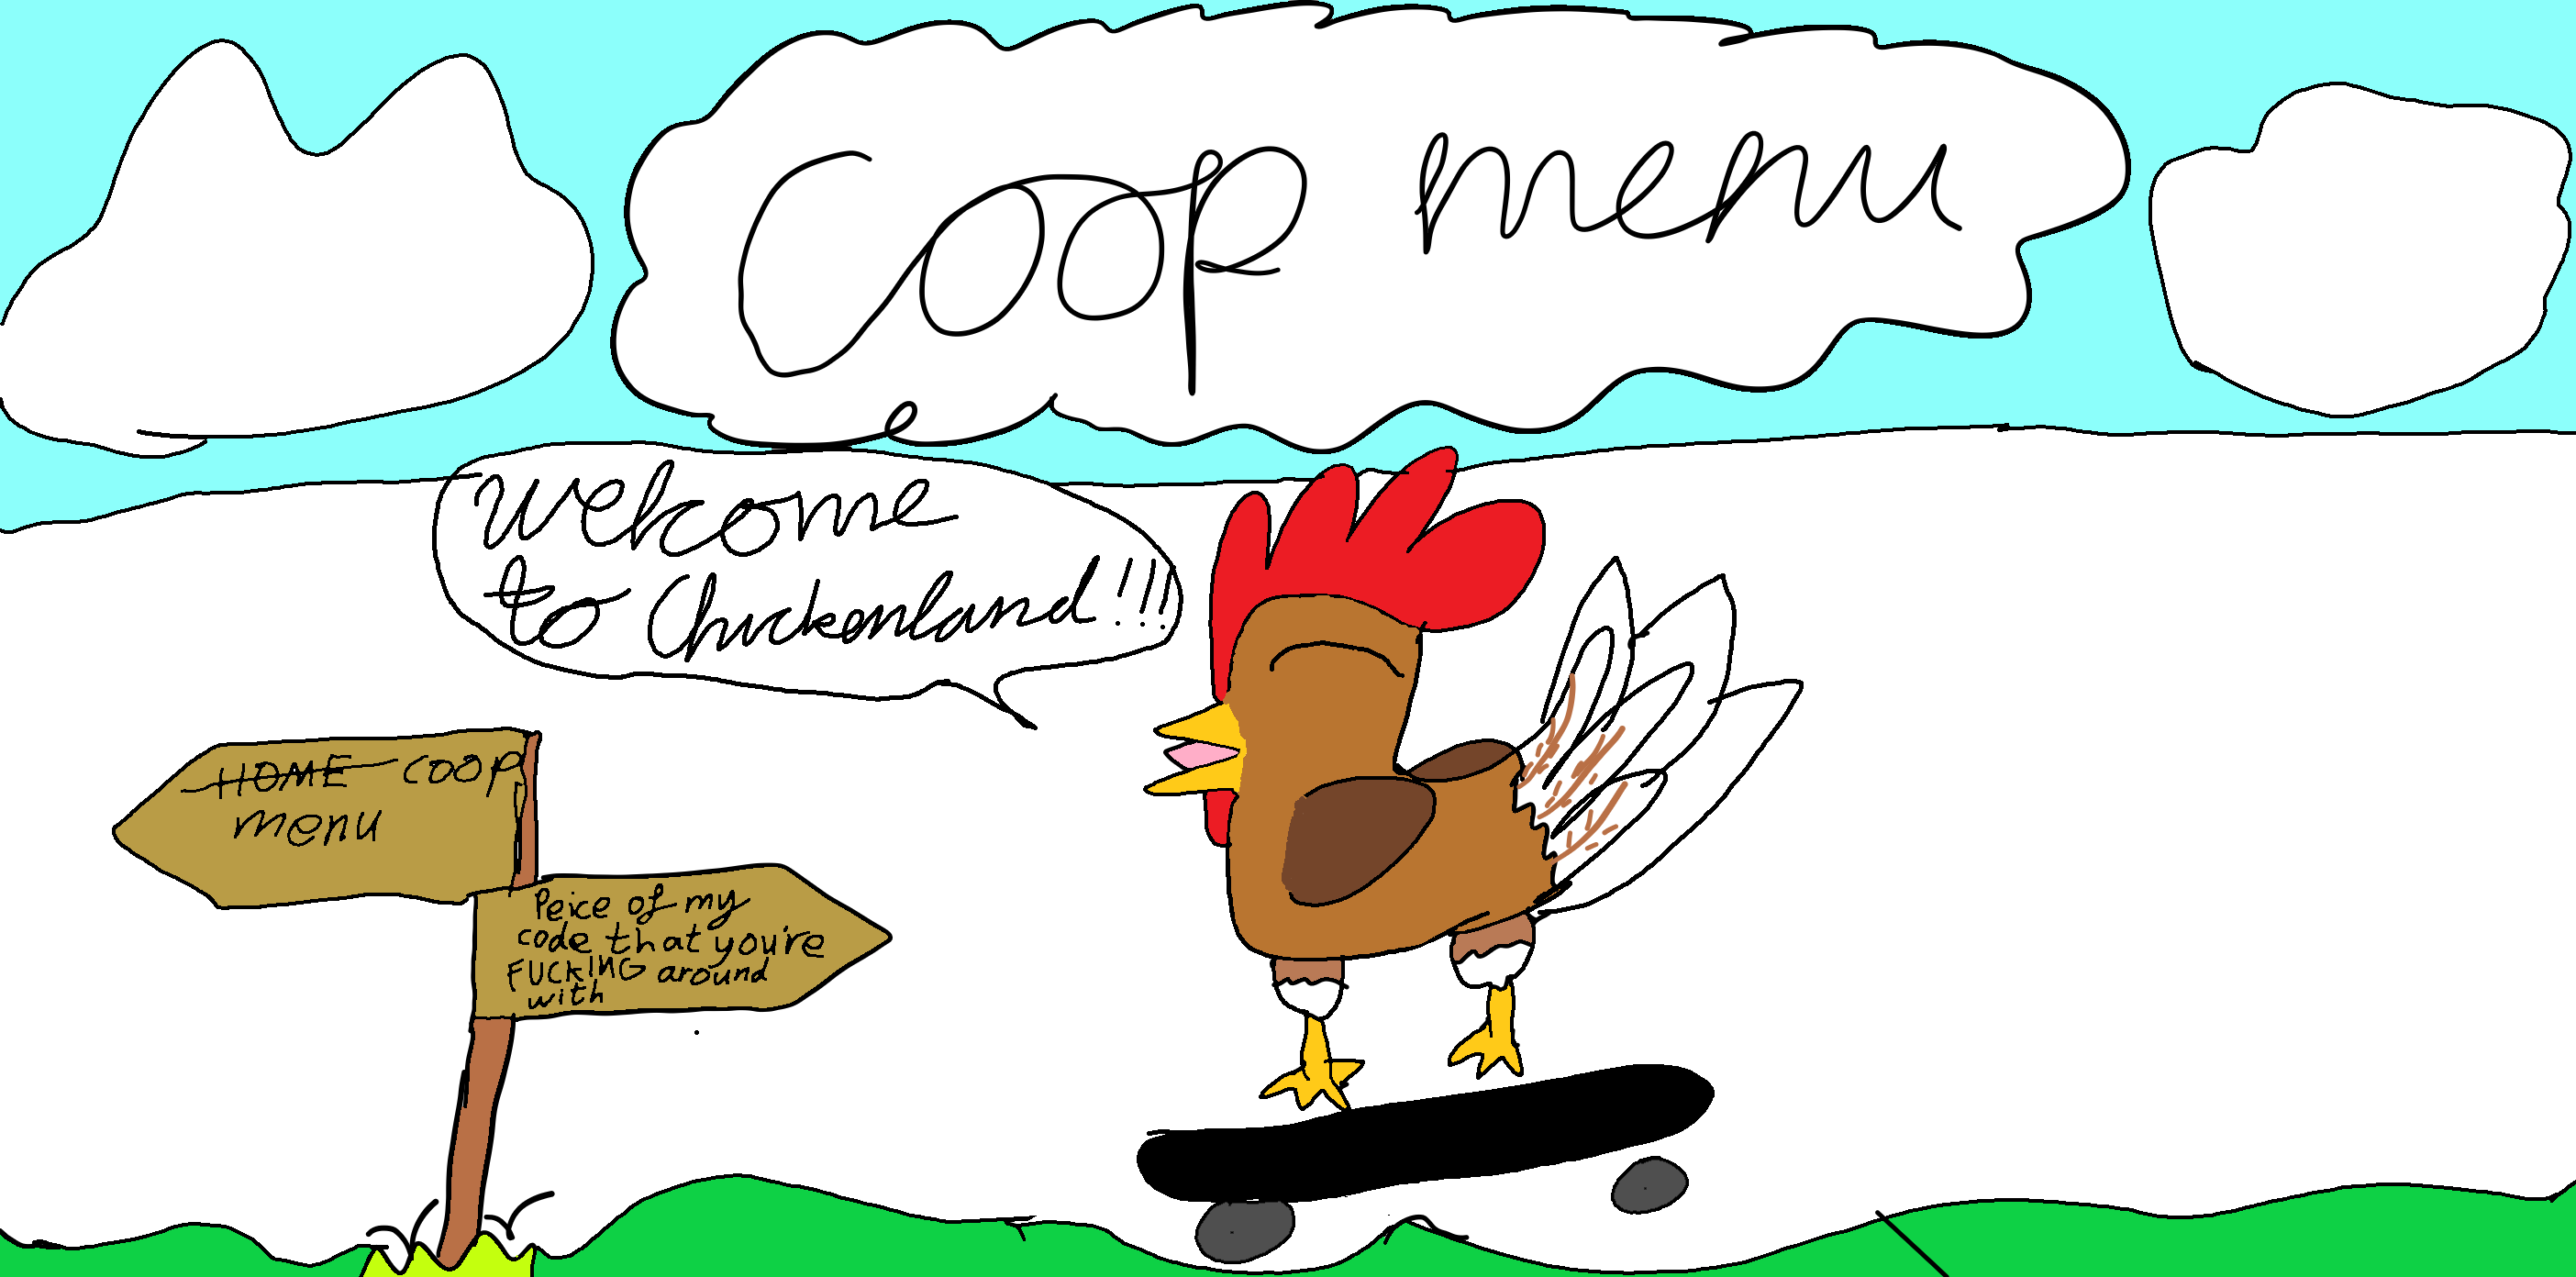 Coop menu
Welcome
to Chickenland!!!
HOME COOP
menu
Peice of my
code that you're
FUCKING around
with